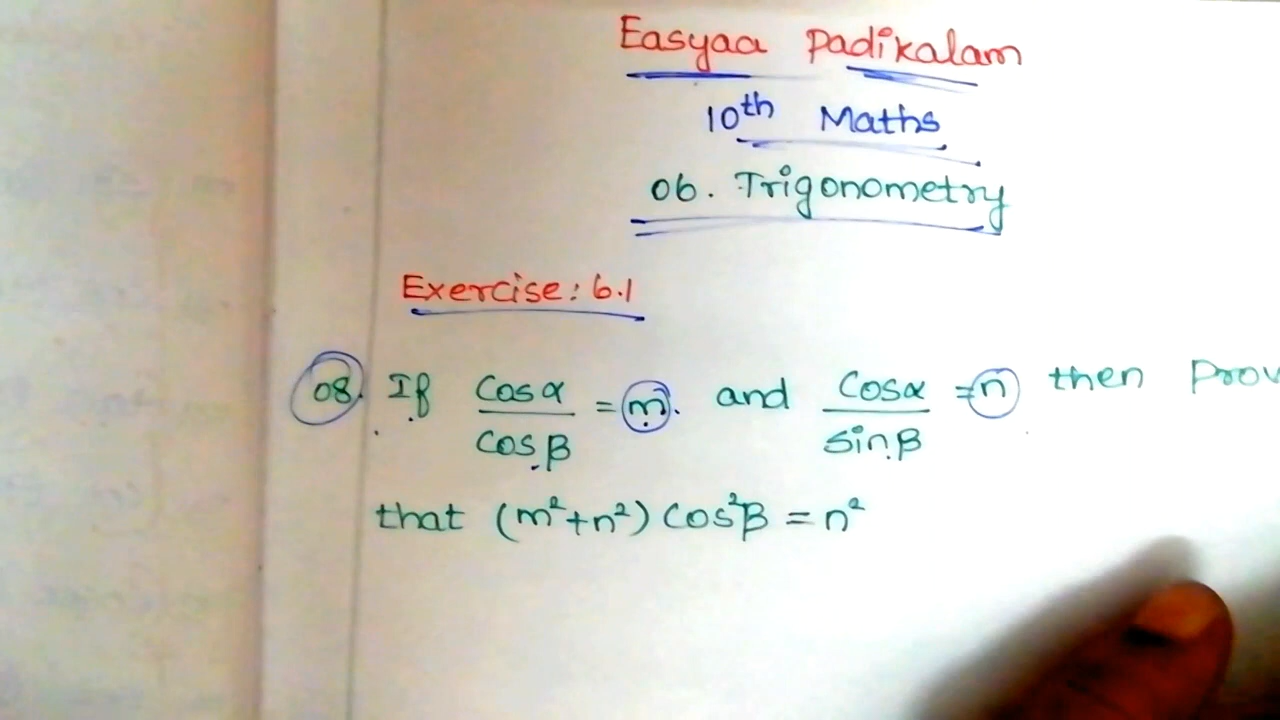 Easyaa Padikalam
10th Maths
06. Trigonometry
Exercise: 6.1
08. If Cosα/Cosβ = m. and Cosα/Sinβ = n then Prov
that (m²+n²) Cos²β = n²